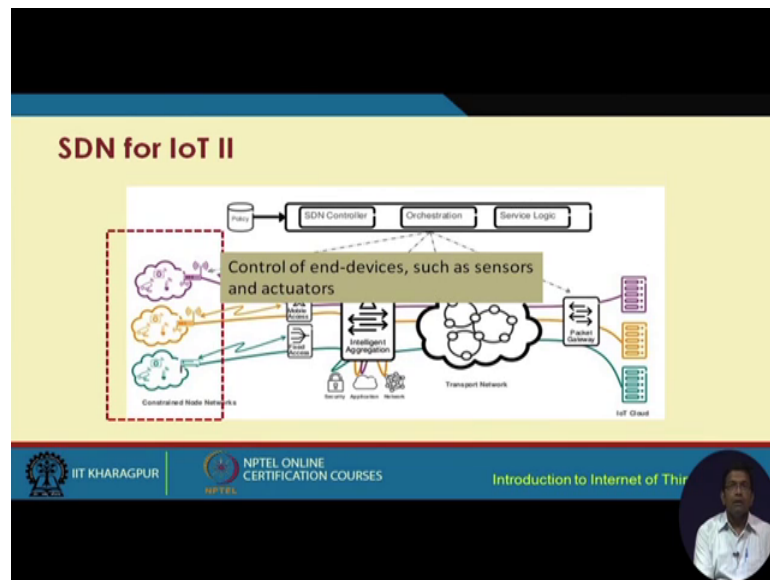 SDN for IoT II
Policy
SDN Controller
Orchestration
Service Logic
Control of end-devices, such as sensors
and actuators
Mobile
Access
Fixed
Access
Intelligent
Aggregation
Packet
Gateway
Security
Application
Network
Transport Network
Constrained Node Networks
IoT Cloud
IIT KHARAGPUR
NPTEL
NPTEL ONLINE
CERTIFICATION COURSES
Introduction to Internet of Thin